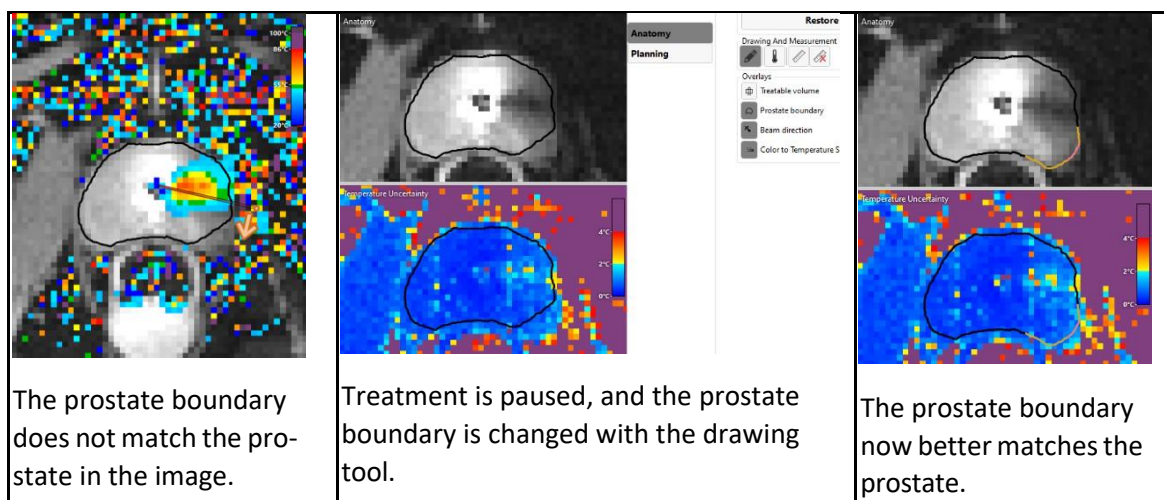 100°C
86°C
55°C
20°C
The prostate boundary
does not match the pro-
state in the image.
Anatomy
Temperature Uncertainty
4°C
2°C
0°C
Anatomy
Planning
Restore
Drawing And Measurement
Overlays
Treatable volume
Prostate boundary
Beam direction
Color to Temperature S
Treatment is paused, and the prostate
boundary is changed with the drawing
tool.
Anatomy
Temperature Uncertainty
4°C
2°C
0°C
The prostate boundary
now better matches the
prostate.